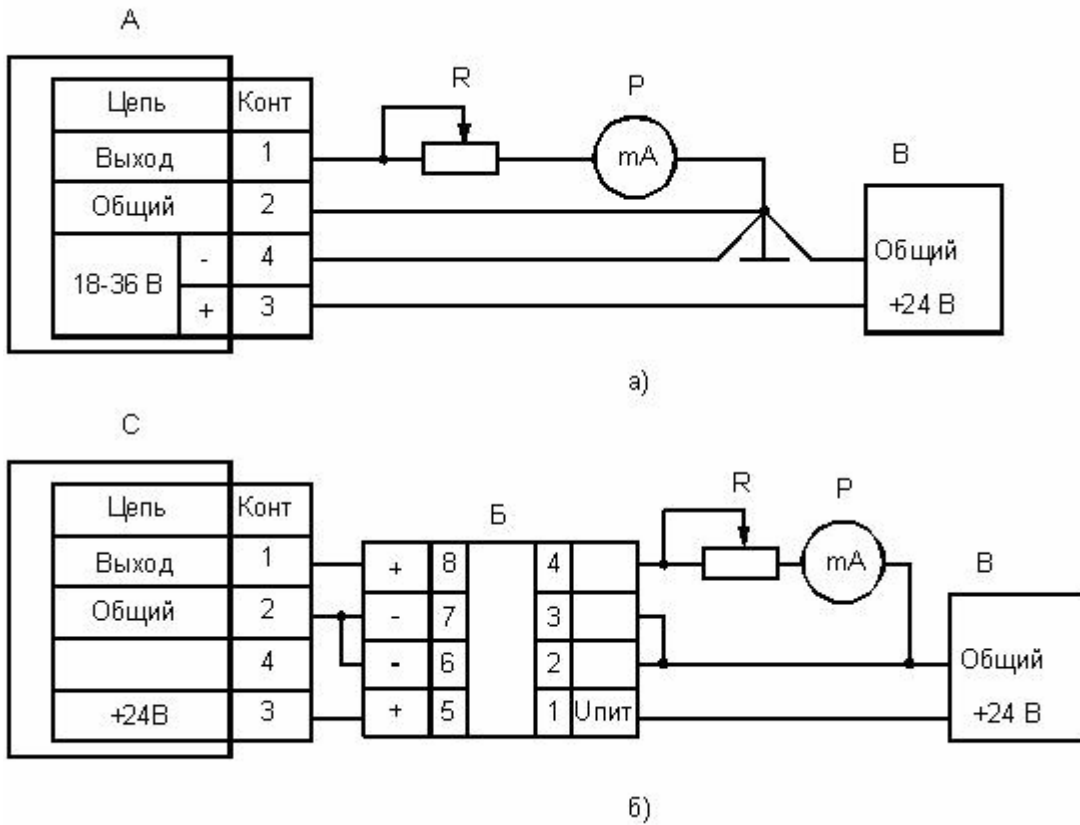 А
Цепь Конт
Выход 1
Общий 2
18-36 В - 4
+ 3
R
P
mA
В
Общий
+24 В
а)
С
Цепь Конт
Выход 1
Общий 2
4
+24В 3
Б
+ 8 4
- 7 3
- 6 2
+ 5 1 Uпит
R
P
mA
В
Общий
+24 В
б)